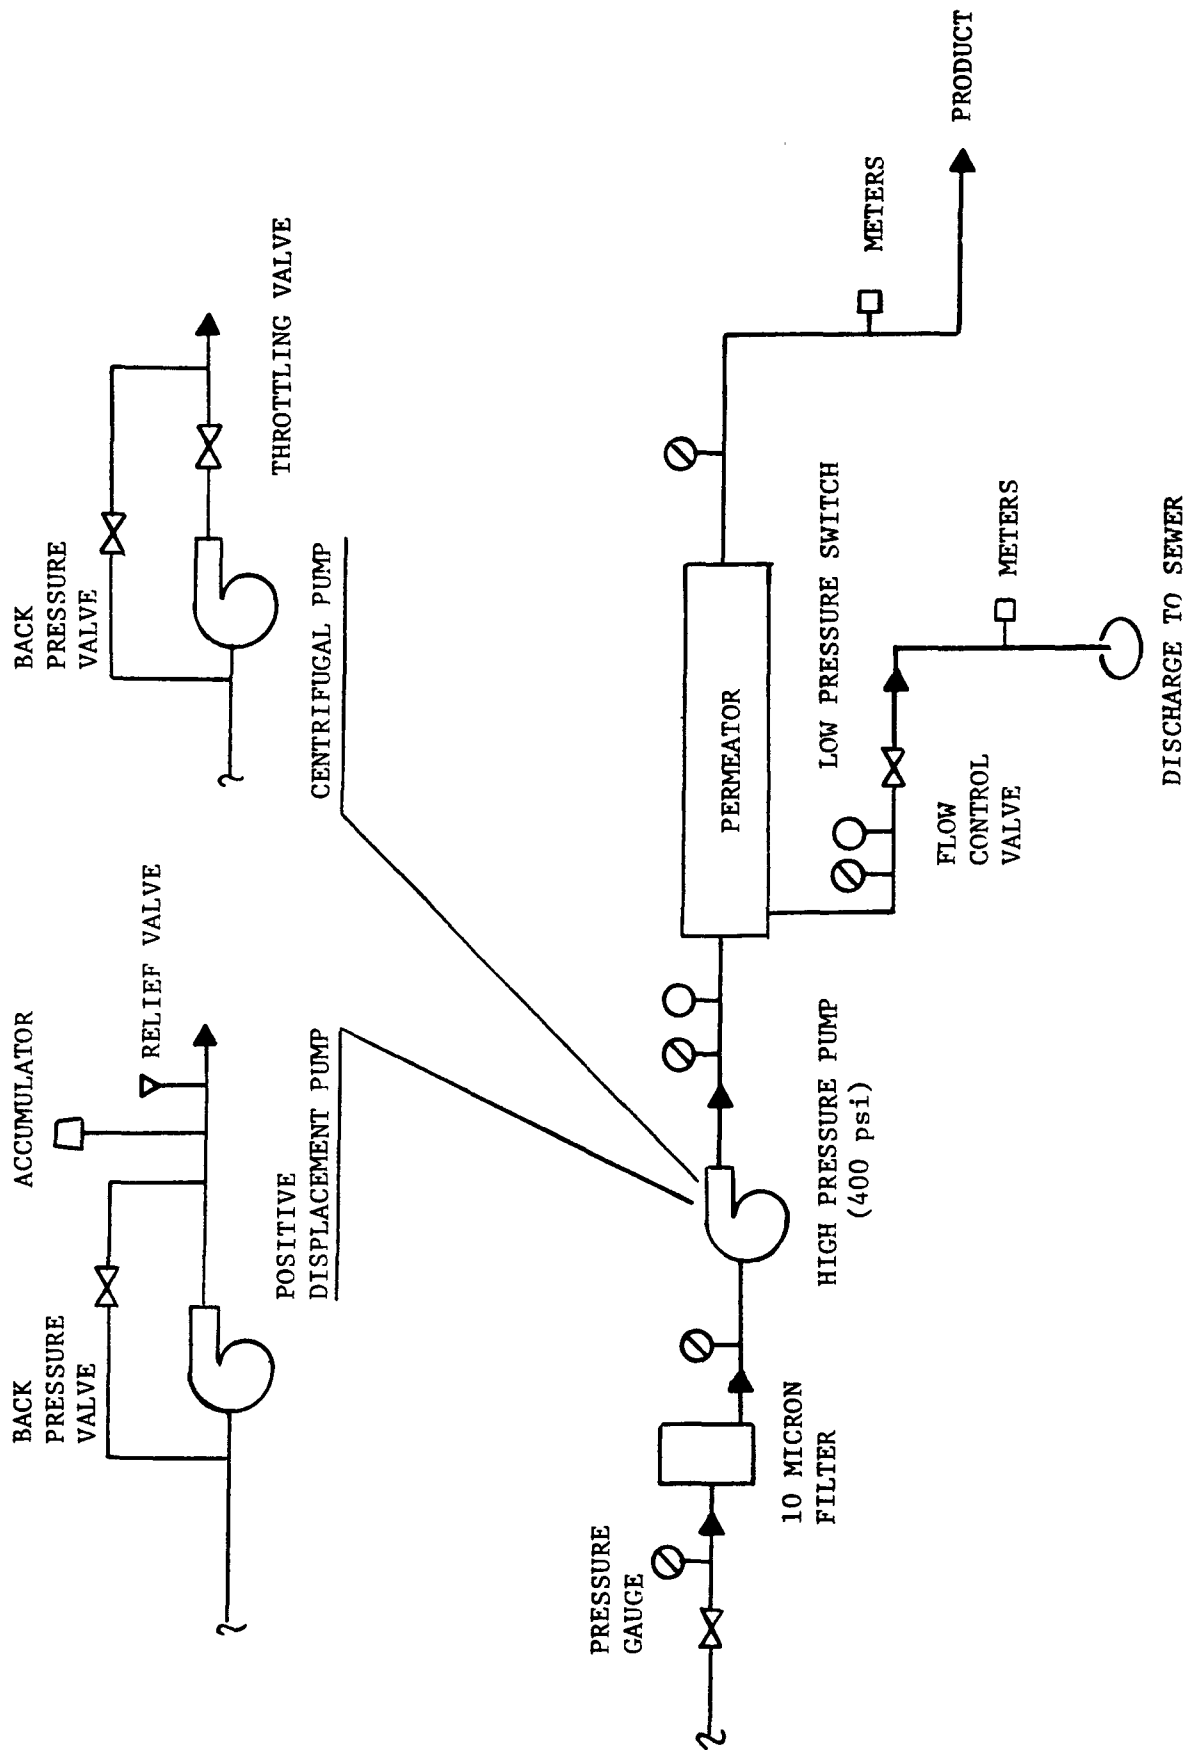 ACCUMULATOR
RELIEF VALVE
BACK
PRESSURE
VALVE
POSITIVE
DISPLACEMENT PUMP
BACK
PRESSURE
VALVE
THROTTLING VALVE
CENTRIFUGAL PUMP
PRESSURE
GAUGE
10 MICRON
FILTER
HIGH PRESSURE PUMP
(400 psi)
PERMEATOR
LOW PRESSURE SWITCH
FLOW
CONTROL
VALVE
METERS
DISCHARGE TO SEWER
METERS
PRODUCT